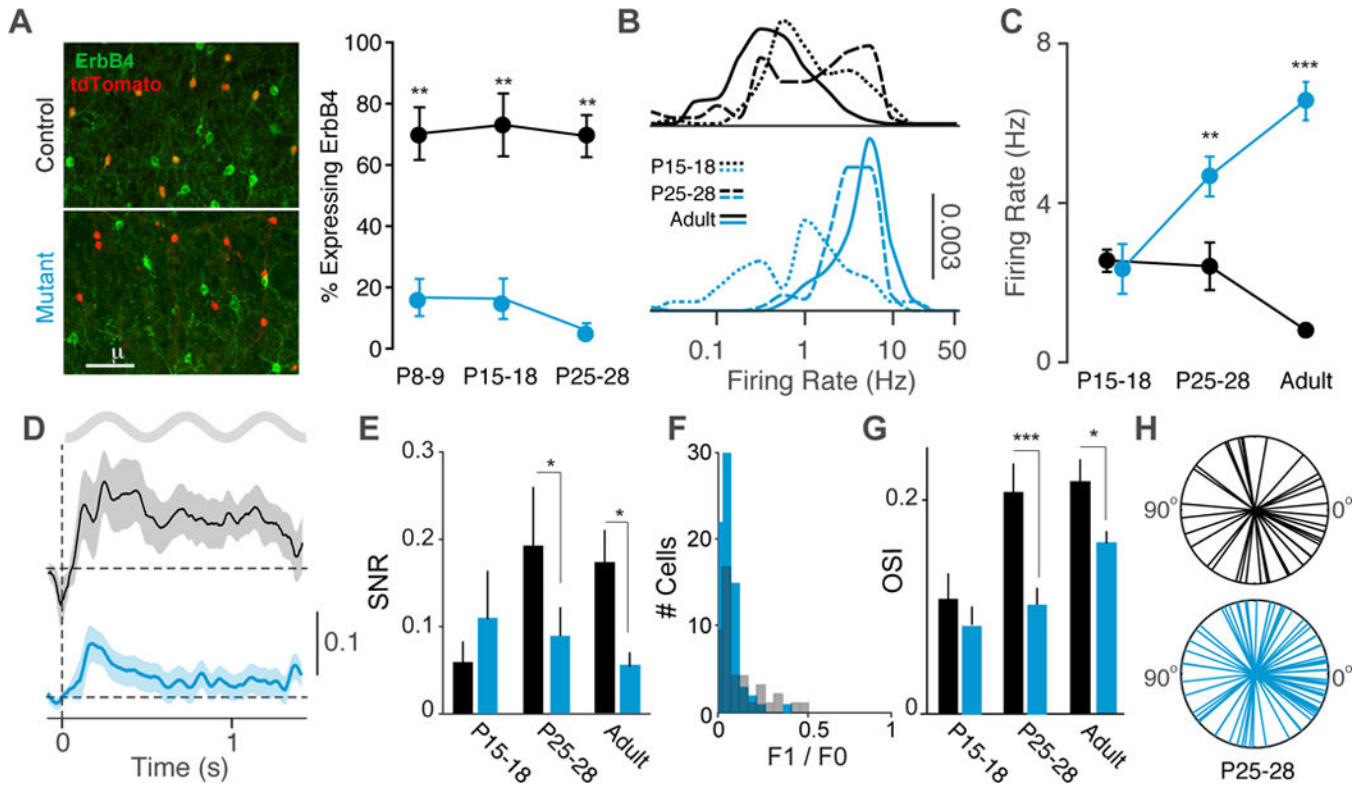 A
ErbB4
tdTomato
Control
Mutant
μ
% Expressing ErbB4
100
80
60
40
20
0
**
**
**
P8-9
P15-18
P25-28
B
P15-18
P25-28
Adult
0.003
0.1
1
10
50
Firing Rate (Hz)
C
Firing Rate (Hz)
8
4
0
**
***
P15-18
P25-28
Adult
D
0.1
0
1
Time (s)
E
SNR
0.3
0.2
0.1
0
*
*
P15-18
P25-28
Adult
F
# Cells
30
20
10
0
0
0.5
1
F1 / F0
G
OSI
0.2
0
***
*
P15-18
P25-28
Adult
H
90°
0°
90°
0°
P25-28